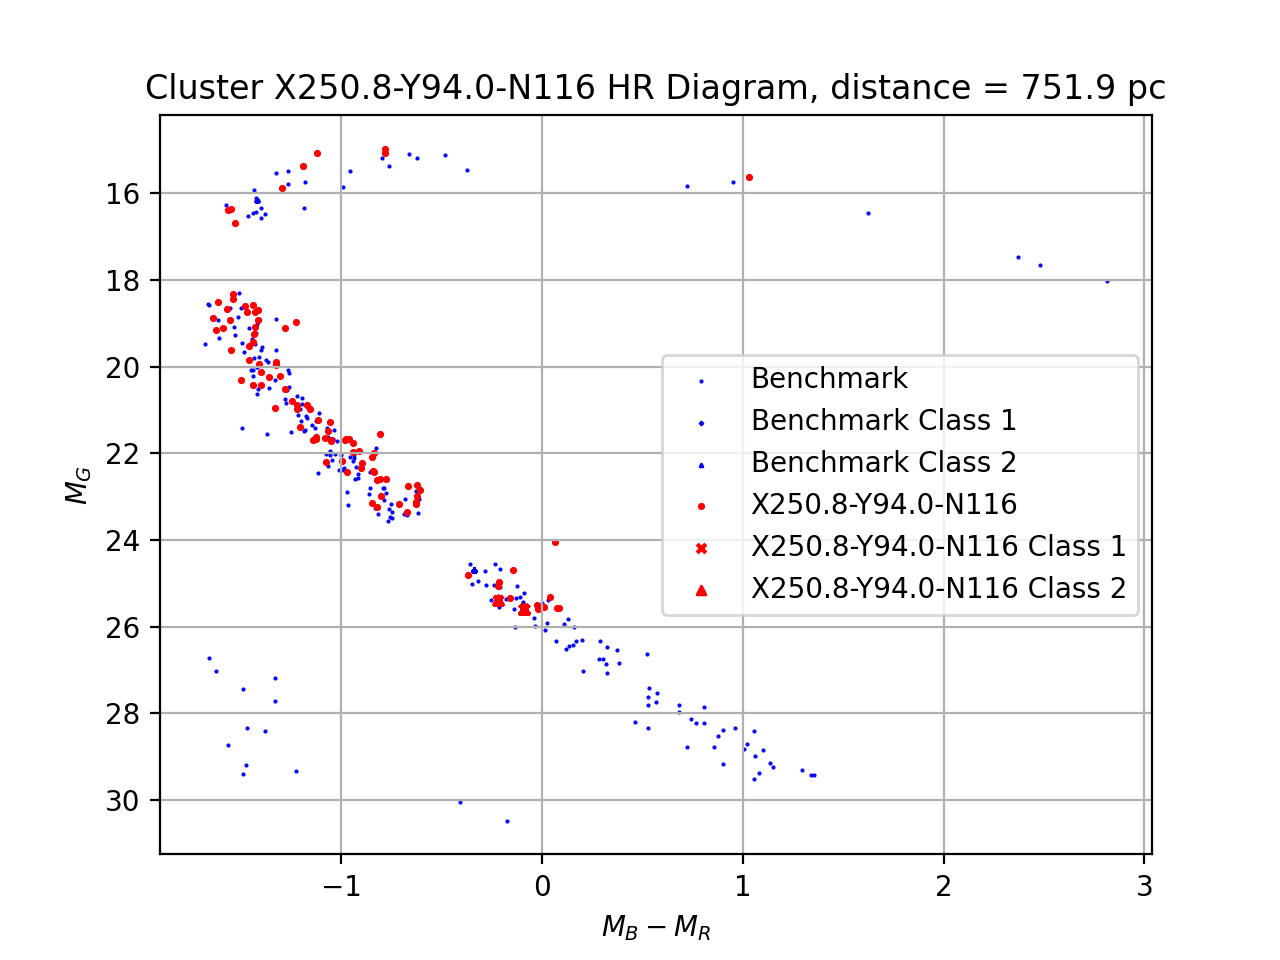 Cluster X250.8-Y94.0-N116 HR Diagram, distance = 751.9 pc
16
18
20
22
24
26
28
30
M_G
Benchmark
Benchmark Class 1
Benchmark Class 2
X250.8-Y94.0-N116
X250.8-Y94.0-N116 Class 1
X250.8-Y94.0-N116 Class 2
−1 0 1 2 3
M_B − M_R